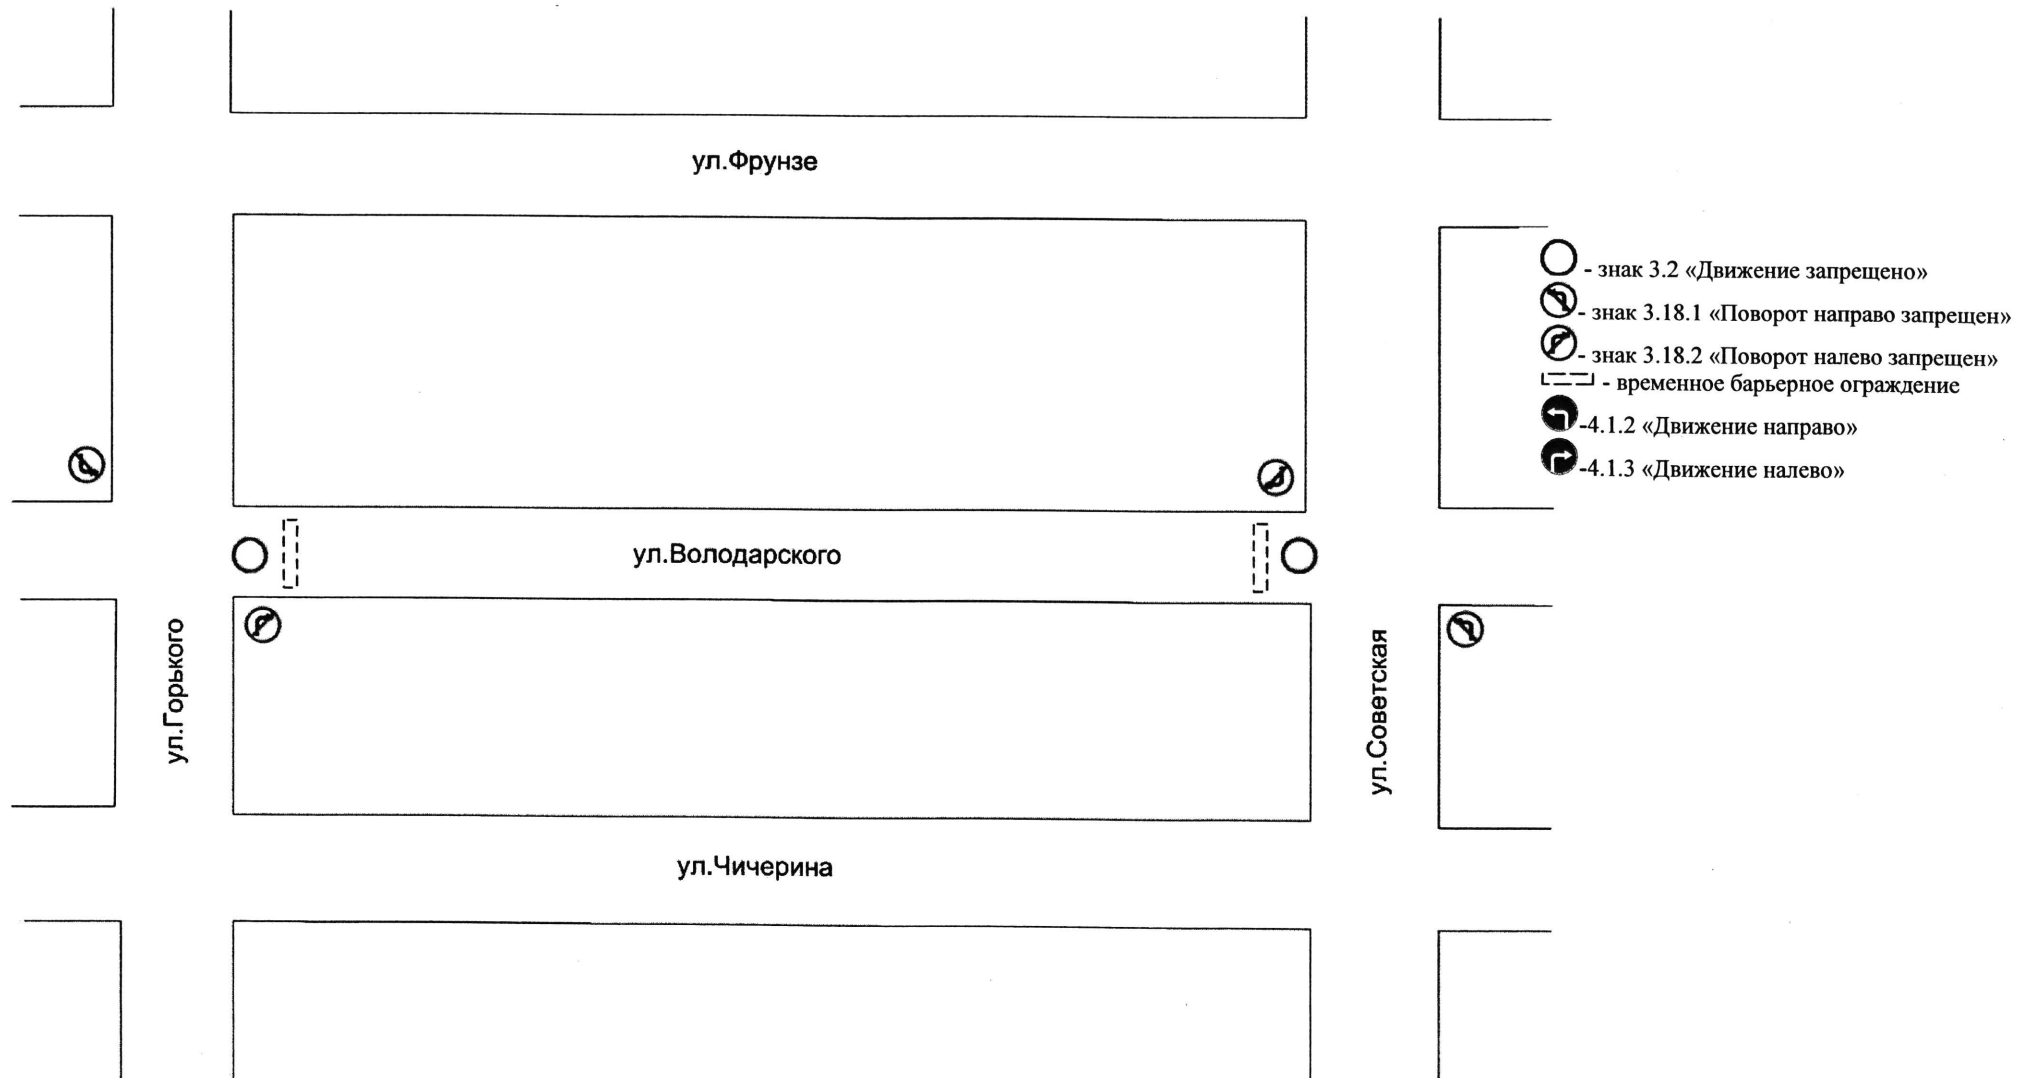 ул.Фрунзе
- знак 3.2 «Движение запрещено»
- знак 3.18.1 «Поворот направо запрещен»
- знак 3.18.2 «Поворот налево запрещен»
- временное барьерное ограждение
-4.1.2 «Движение направо»
-4.1.3 «Движение налево»
ул.Володарского
ул.Горького
ул.Советская
ул.Чичерина